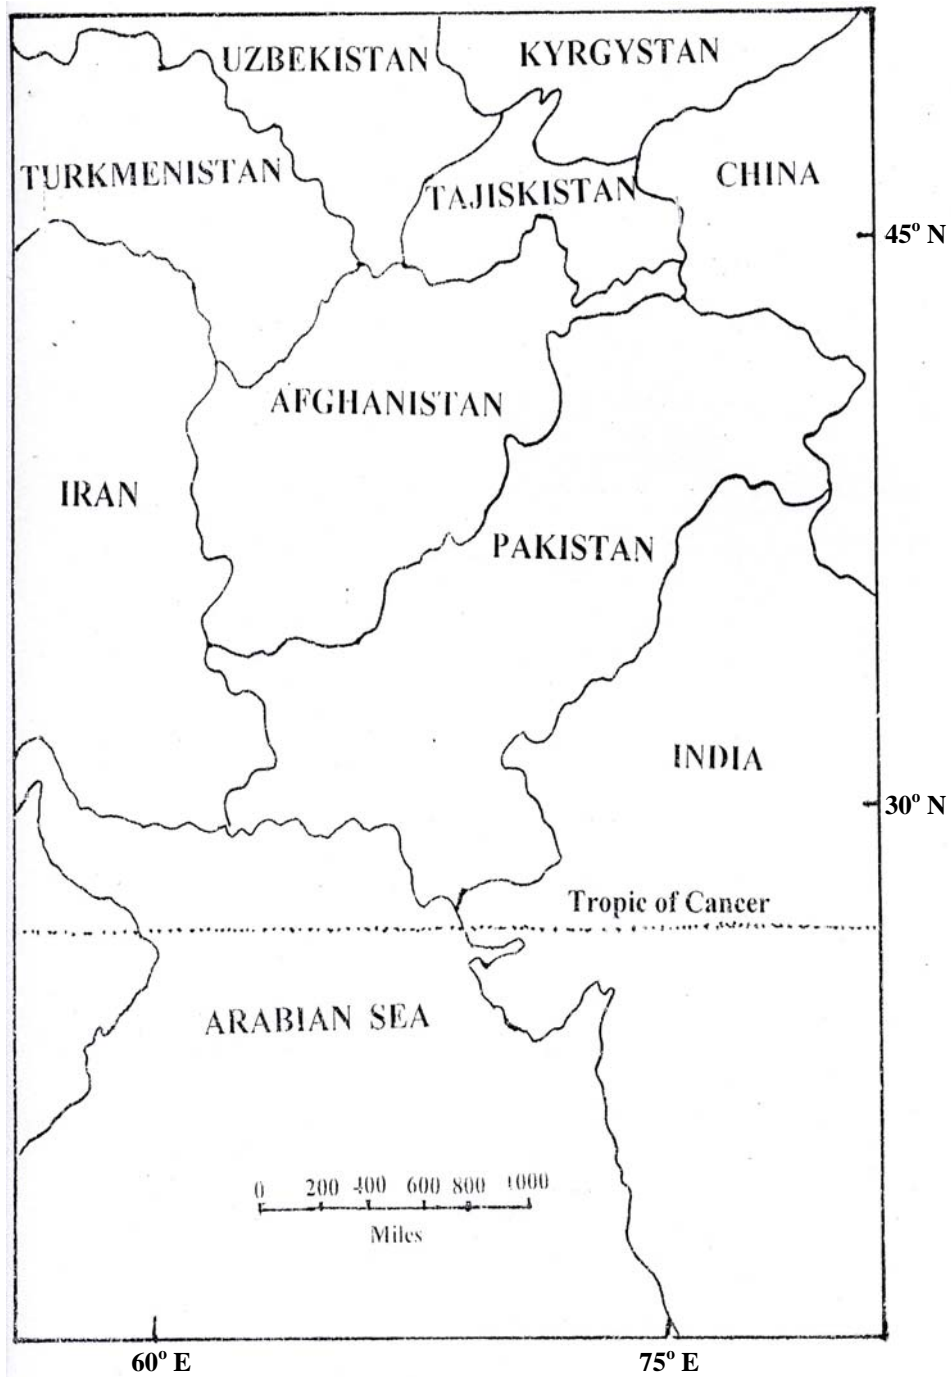 UZBEKISTAN
KYRGYSTAN
TURKMENISTAN
TAJISKISTAN
CHINA
45° N
AFGHANISTAN
IRAN
PAKISTAN
INDIA
30° N
Tropic of Cancer
ARABIAN SEA
0 200 400 600 800 1000
Miles
60° E 75° E